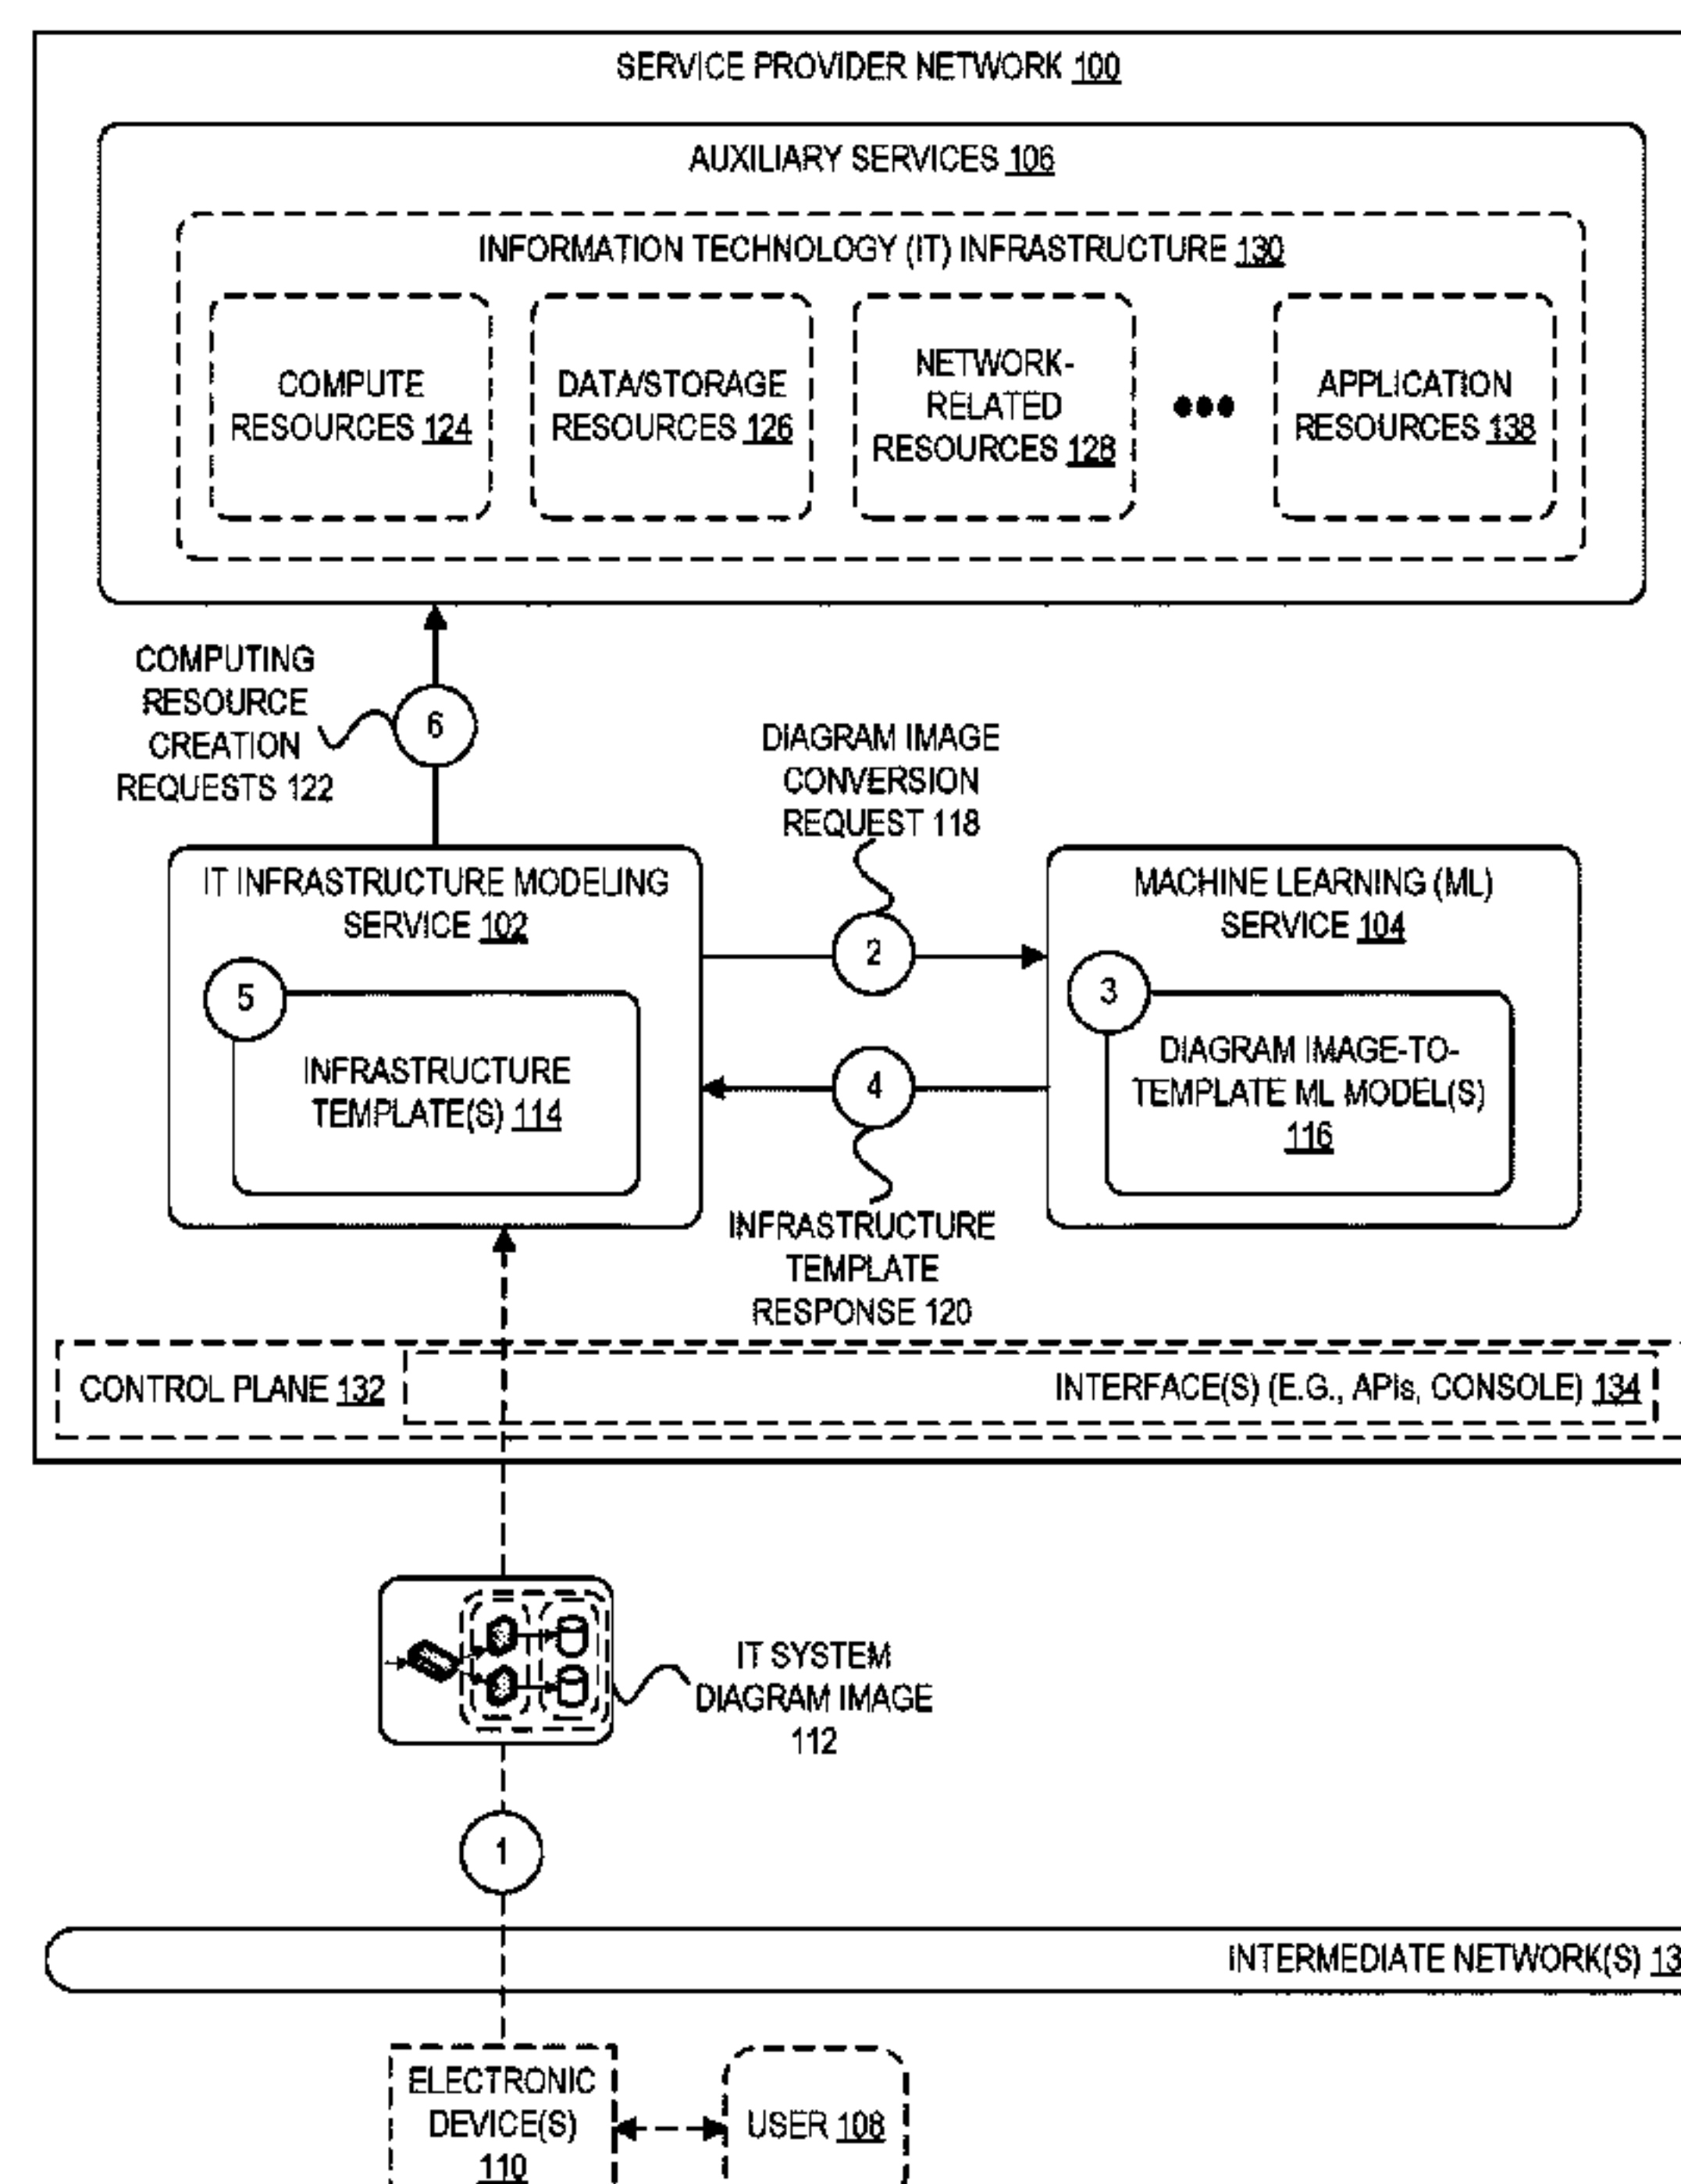 SERVICE PROVIDER NETWORK 100
AUXILIARY SERVICES 106
INFORMATION TECHNOLOGY (IT) INFRASTRUCTURE 130
COMPUTE
RESOURCES 124
DATA/STORAGE
RESOURCES 126
NETWORK-
RELATED
RESOURCES 128
APPLICATION
RESOURCES 138
COMPUTING
RESOURCE
CREATION
REQUESTS 122
6
DIAGRAM IMAGE
CONVERSION
REQUEST 118
IT INFRASTRUCTURE MODELING
SERVICE 102
2
MACHINE LEARNING (ML)
SERVICE 104
5
INFRASTRUCTURE
TEMPLATE(S) 114
3
DIAGRAM IMAGE-TO-
TEMPLATE ML MODEL(S)
116
4
INFRASTRUCTURE
TEMPLATE
RESPONSE 120
CONTROL PLANE 132
INTERFACE(S) (E.G., APIs, CONSOLE) 134
IT SYSTEM
DIAGRAM IMAGE
112
1
INTERMEDIATE NETWORK(S) 13
ELECTRONIC
DEVICE(S)
110
USER 108